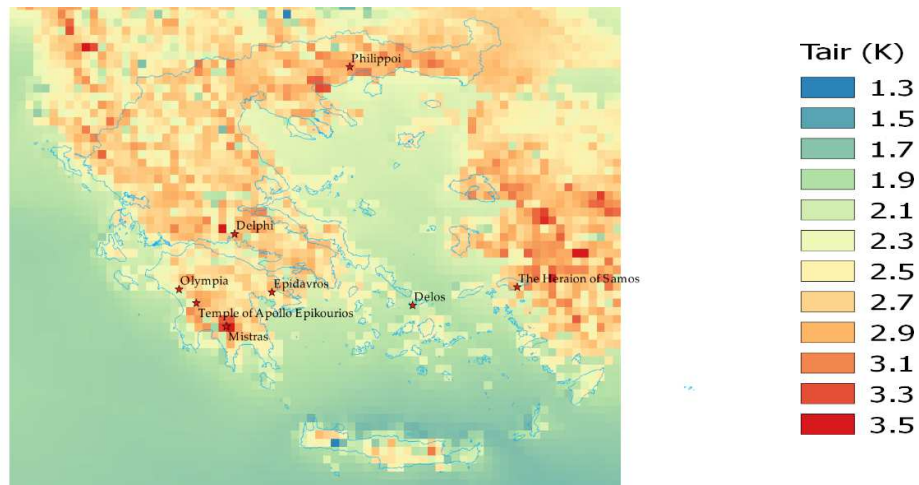 Philippoi
Delphi
Olympia
Epidavros
The Heraion of Samos
Delos
Temple of Apollo Epikourios
Mistras
Tair (K)
1.3
1.5
1.7
1.9
2.1
2.3
2.5
2.7
2.9
3.1
3.3
3.5